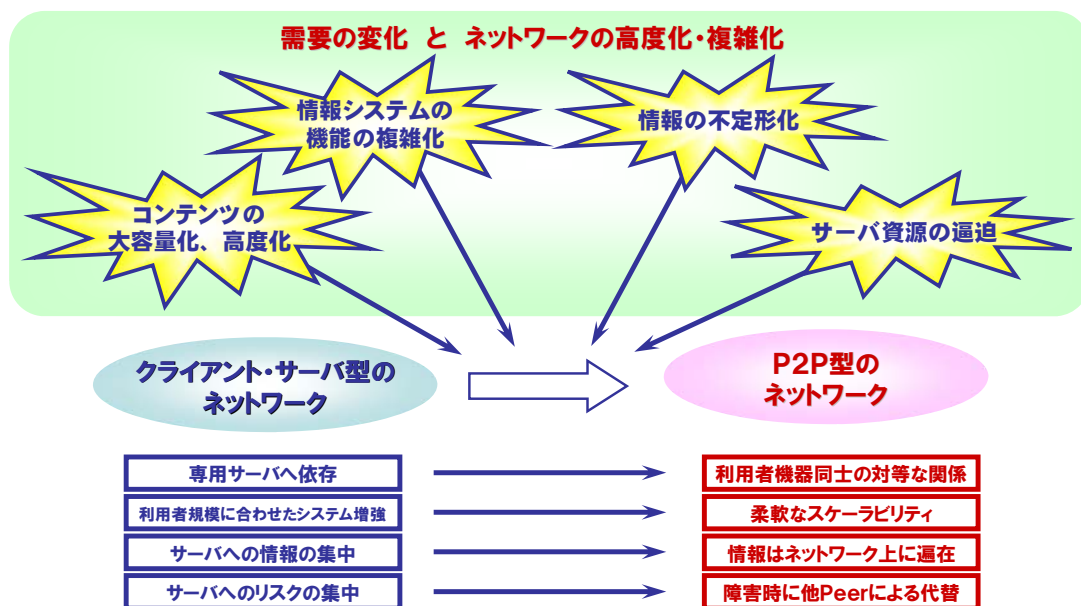 需要の変化 と ネットワークの高度化・複雑化
情報システムの
機能の複雑化
情報の不定形化
コンテンツの
大容量化、高度化
サーバ資源の逼迫
クライアント・サーバ型の
ネットワーク
P2P型の
ネットワーク
専用サーバへ依存
利用者機器同士の対等な関係
利用者規模に合わせたシステム増強
柔軟なスケーラビリティ
サーバへの情報の集中
情報はネットワーク上に遍在
サーバへのリスクの集中
障害時に他Peerによる代替